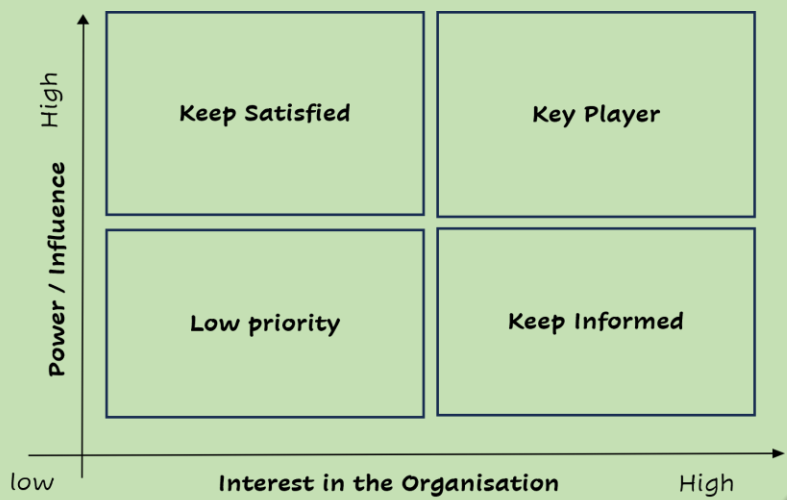 High
Keep Satisfied
Key Player
Power / Influence
Low priority
Keep Informed
low
Interest in the Organisation
High